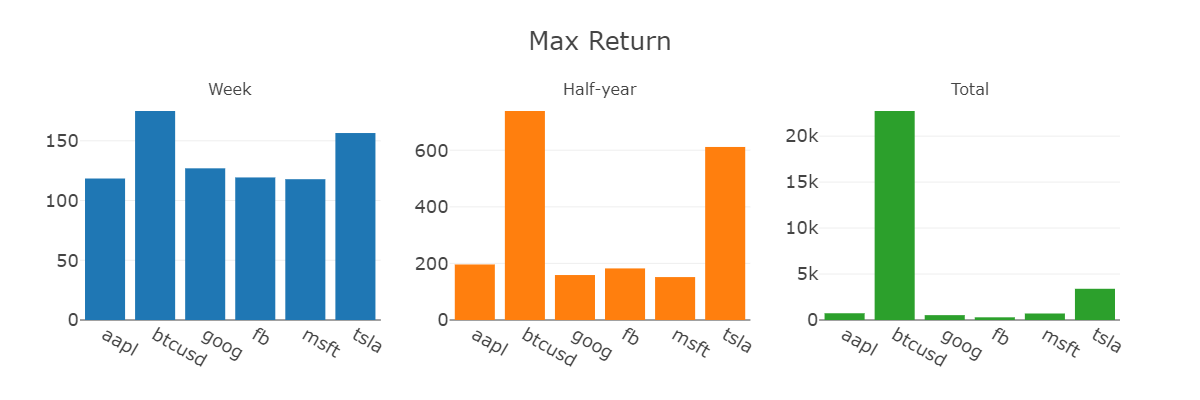 Max Return
Week
150
100
50
0
aapl
btcusd
goog
fb
msft
tsla
Half-year
600
400
200
0
aapl
btcusd
goog
fb
msft
tsla
Total
20k
15k
10k
5k
0
aapl
btcusd
goog
fb
msft
tsla